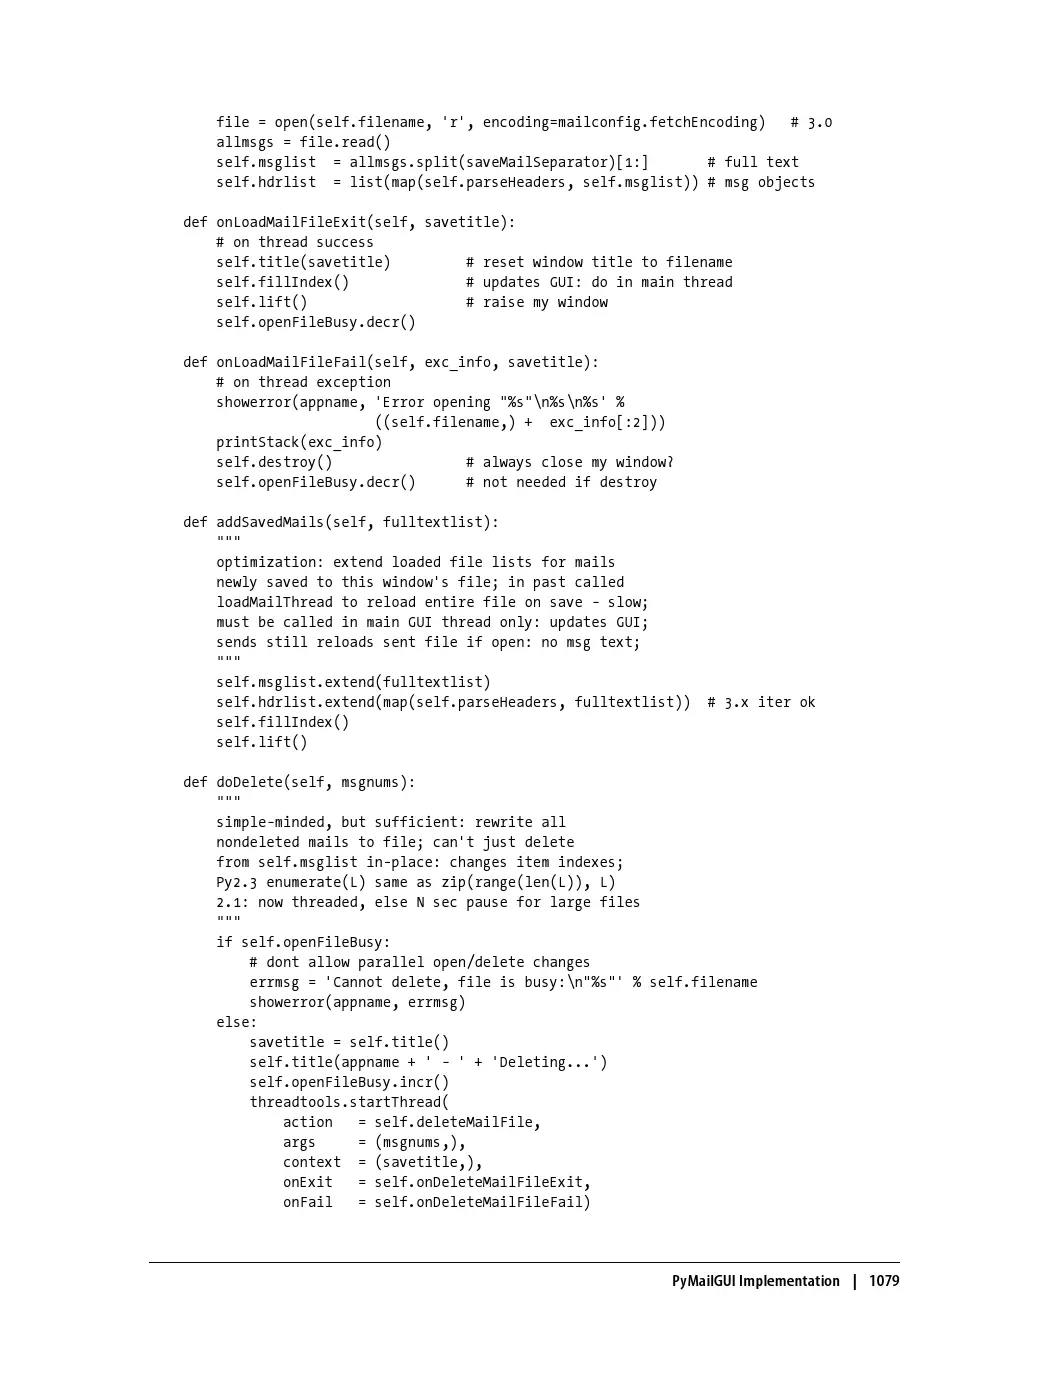 file = open(self.filename, 'r', encoding=mailconfig.fetchEncoding)   # 3.0
allmsgs = file.read()
self.msglist  = allmsgs.split(saveMailSeparator)[1:]       # full text
self.hdrlist  = list(map(self.parseHeaders, self.msglist)) # msg objects
def onLoadMailFileExit(self, savetitle):
# on thread success
self.title(savetitle)         # reset window title to filename
self.fillIndex()              # updates GUI: do in main thread
self.lift()                   # raise my window
self.openFileBusy.decr()
def onLoadMailFileFail(self, exc_info, savetitle):
# on thread exception
showerror(appname, 'Error opening "%s"\n%s\n%s' %
((self.filename,) +  exc_info[:2]))
printStack(exc_info)
self.destroy()                # always close my window?
self.openFileBusy.decr()      # not needed if destroy
def addSavedMails(self, fulltextlist):
"""
optimization: extend loaded file lists for mails
newly saved to this window's file; in past called
loadMailThread to reload entire file on save - slow;
must be called in main GUI thread only: updates GUI;
sends still reloads sent file if open: no msg text;
"""
self.msglist.extend(fulltextlist)
self.hdrlist.extend(map(self.parseHeaders, fulltextlist))  # 3.x iter ok
self.fillIndex()
self.lift()
def doDelete(self, msgnums):
"""
simple-minded, but sufficient: rewrite all
nondeleted mails to file; can't just delete
from self.msglist in-place: changes item indexes;
Py2.3 enumerate(L) same as zip(range(len(L)), L)
2.1: now threaded, else N sec pause for large files
"""
if self.openFileBusy:
# dont allow parallel open/delete changes
errmsg = 'Cannot delete, file is busy:\n"%s"' % self.filename
showerror(appname, errmsg)
else:
savetitle = self.title()
self.title(appname + ' - ' + 'Deleting...')
self.openFileBusy.incr()
threadtools.startThread(
action   = self.deleteMailFile,
args     = (msgnums,),
context  = (savetitle,),
onExit   = self.onDeleteMailFileExit,
onFail   = self.onDeleteMailFileFail)
PyMailGUI Implementation | 1079